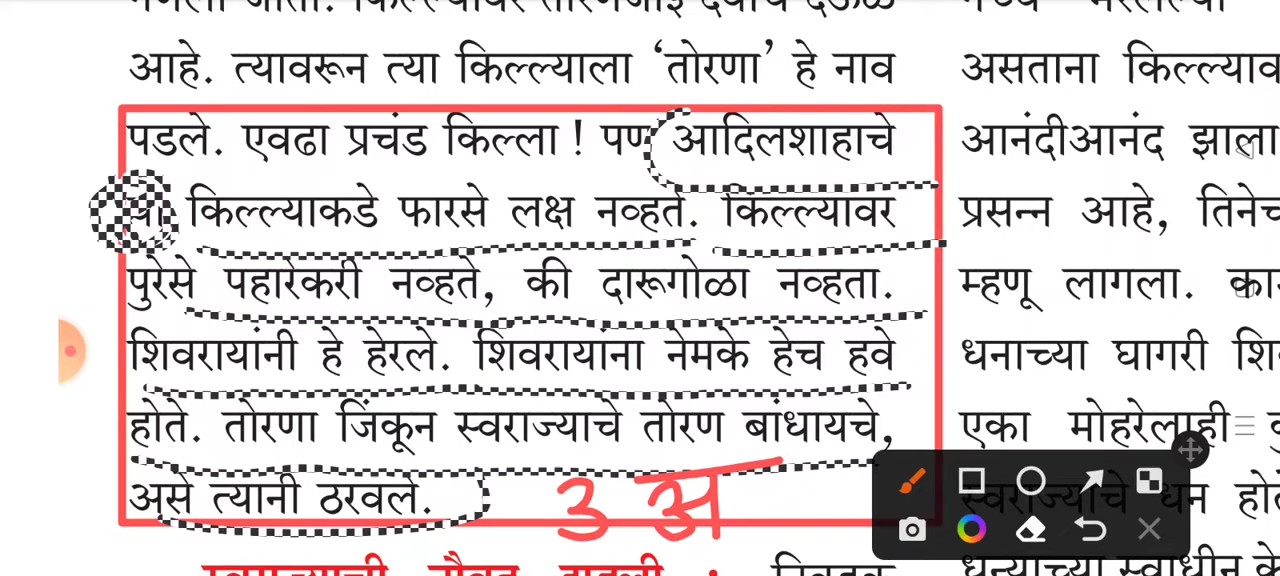 आहे. त्यावरून त्या किल्ल्याला ‘तोरणा’ हे नाव
पडले. एवढा प्रचंड किल्ला ! पण आदिलशाहाचे
किल्ल्याकडे फारसे लक्ष नव्हते. किल्ल्यावर
पुरेसे पहारेकरी नव्हते, की दारूगोळा नव्हता.
शिवरायांनी हे हेरले. शिवरायांना नेमके हेच हवे
होते. तोरणा जिंकून स्वराज्याचे तोरण बांधायचे,
असे त्यांनी ठरवले.
३ अ
असताना
आनंदीआनंद झाला
प्रसन्न आहे,
म्हणू लागला.
धनाच्या घागरी
एका मोहरेलाही
स्वराज्याचे धन